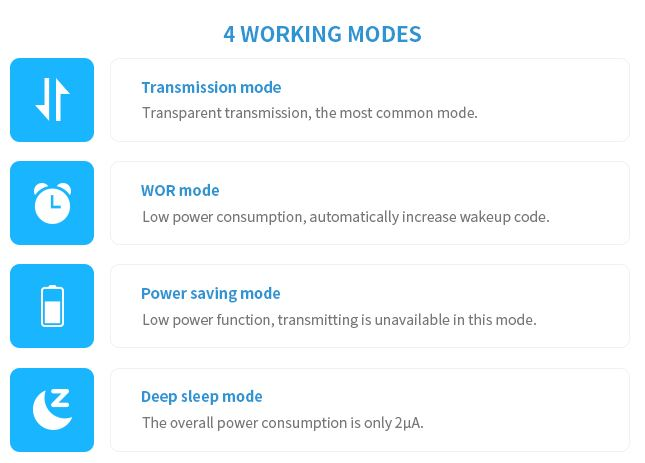 4 WORKING MODES
Transmission mode
Transparent transmission, the most common mode.
WOR mode
Low power consumption, automatically increase wakeup code.
Power saving mode
Low power function, transmitting is unavailable in this mode.
Deep sleep mode
The overall power consumption is only 2μA.